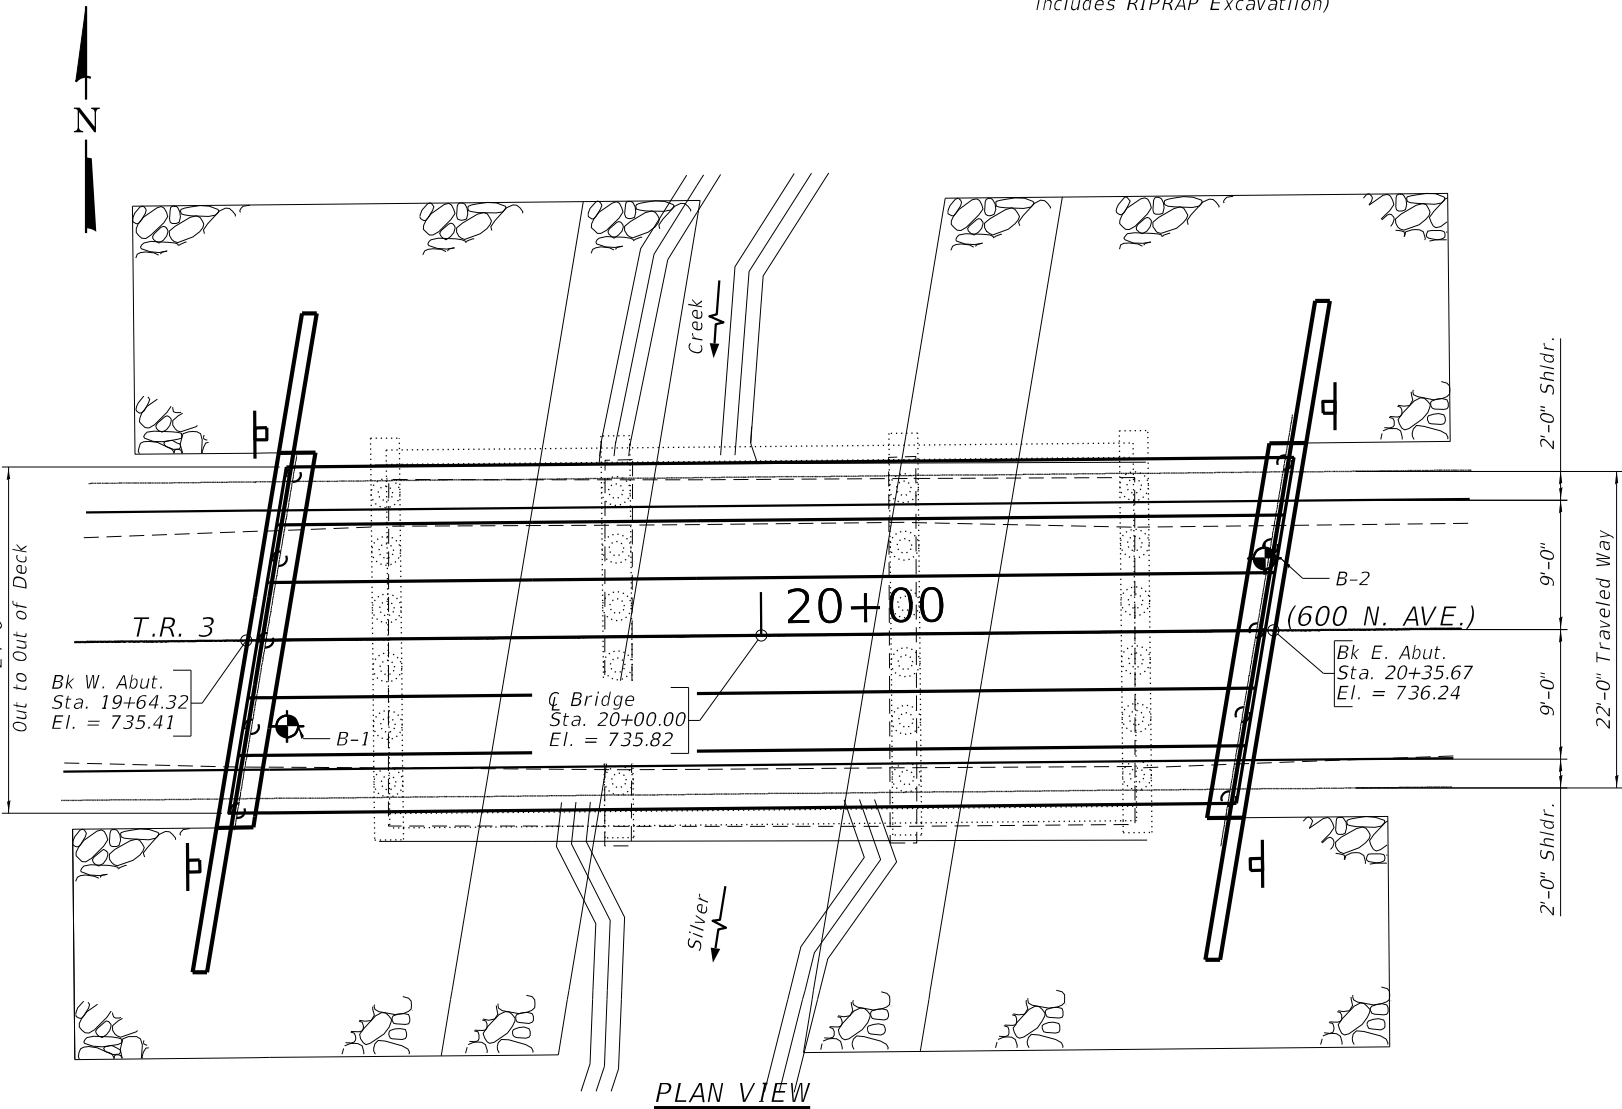 includes RIPRAP Excavatiion)
N
Creek
2'-0" Shldr.
Out to Out of Deck
9'-0"
22'-0" Traveled Way
B-2
20+00
T.R. 3
(600 N. AVE.)
Bk W. Abut.
Sta. 19+64.32
El. = 735.41
Bk E. Abut.
Sta. 20+35.67
El. = 736.24
℄ Bridge
Sta. 20+00.00
El. = 735.82
9'-0"
B-1
2'-0" Shldr.
Silver
PLAN VIEW